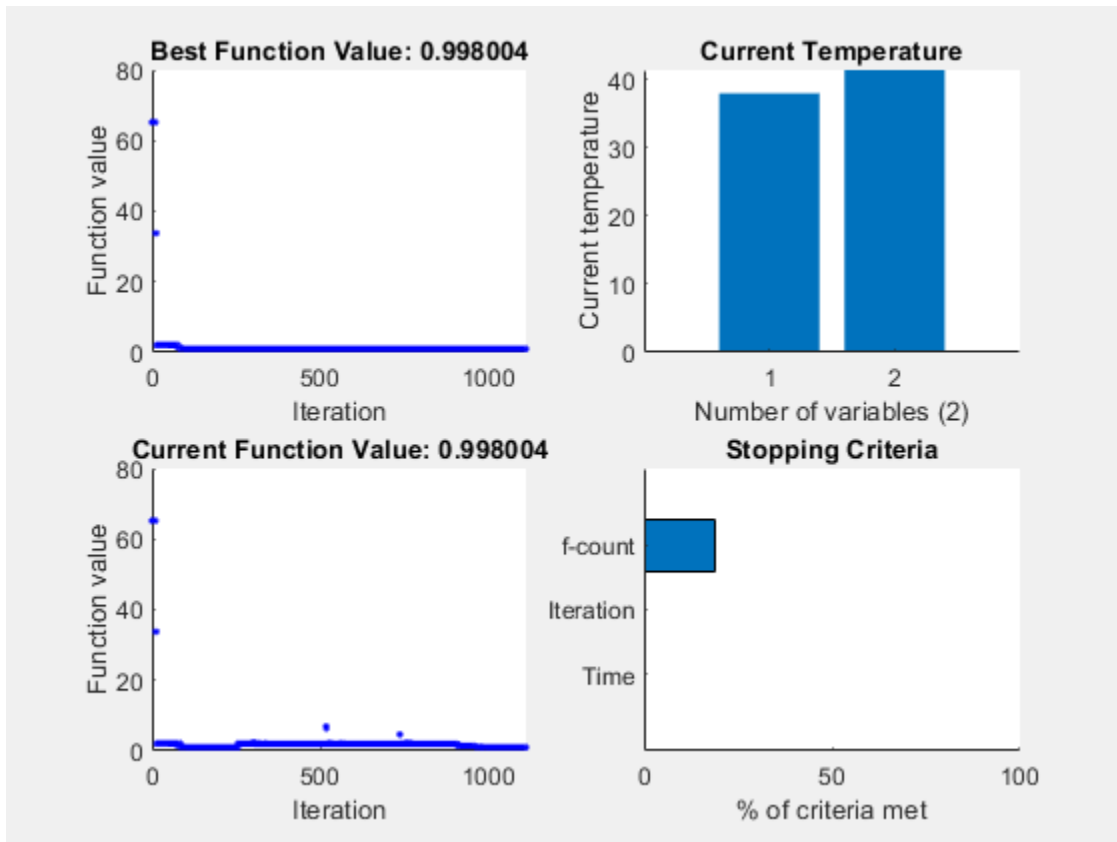 Best Function Value: 0.998004
80
60
40
20
0
Function value
0 500 1000
Iteration
Current Temperature
40
30
20
10
0
Current temperature
1 2
Number of variables (2)
Current Function Value: 0.998004
80
60
40
20
0
Function value
0 500 1000
Iteration
Stopping Criteria
f-count
Iteration
Time
0 50 100
% of criteria met